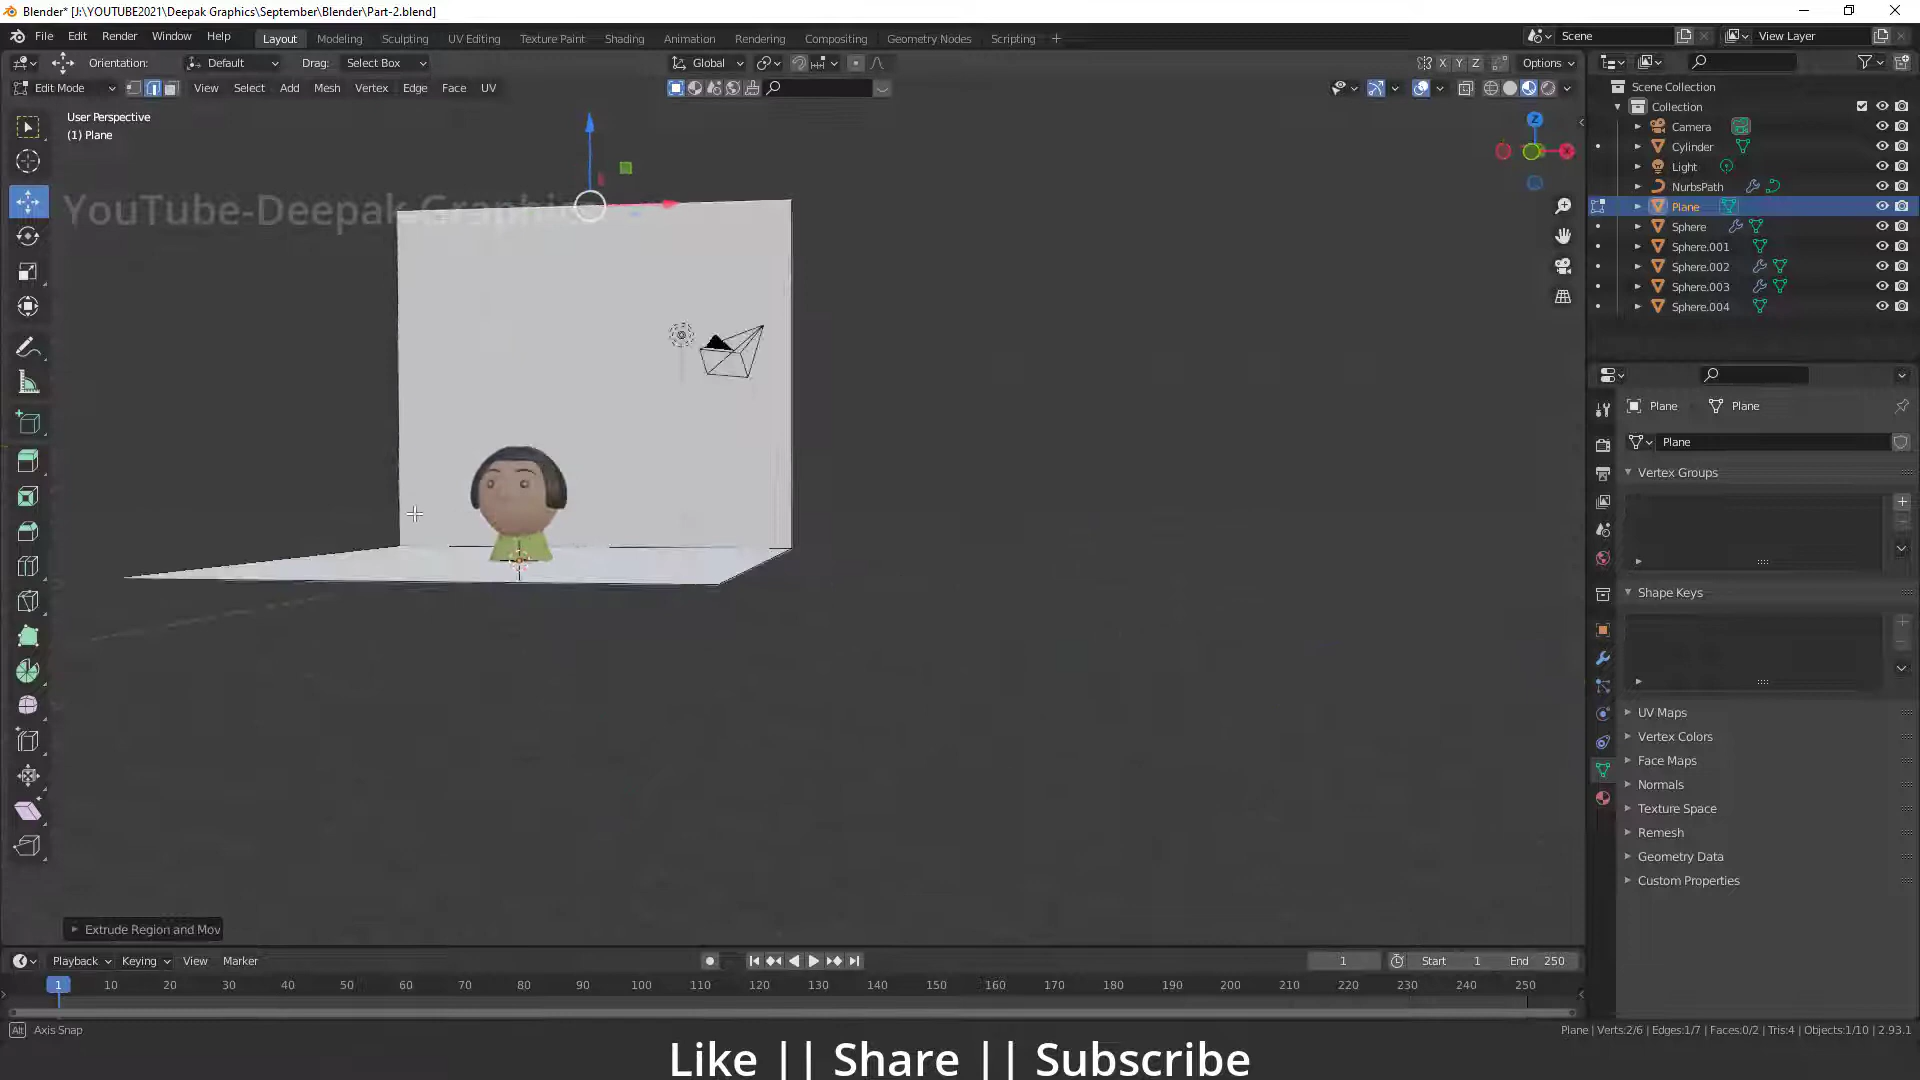 Blender* [J:\YOUTUBE2021\Deepak Graphics\September\Blender\Part-2.blend]
File Edit Render Window Help Layout Modeling Sculpting UV Editing Texture Paint Shading Animation Rendering Compositing Geometry Nodes Scripting Scene View Layer
Orientation: Default Drag: Select Box Global X Y Z Options
Edit Mode View Select Add Mesh Vertex Edge Face UV
User Perspective
(1) Plane
YouTube-Deepak-Graphics
Z
X
Scene Collection
Collection
Camera
Cylinder
Light
NurbsPath
Plane
Sphere
Sphere.001
Sphere.002
Sphere.003
Sphere.004
Plane Plane
Plane
Vertex Groups
Shape Keys
UV Maps
Vertex Colors
Face Maps
Normals
Texture Space
Remesh
Geometry Data
Custom Properties
Extrude Region and Mov
Playback Keying View Marker 1 Start 1 End 250
1 10 20 30 40 50 60 70 80 90 100 110 120 130 140 150 160 170 180 190 200 210 220 230 240 250
Alt Axis Snap
Plane | Verts:2/6 | Edges:1/7 | Faces:0/2 | Tris:4 | Objects:1/10 | 2.93.1
Like || Share || Subscribe